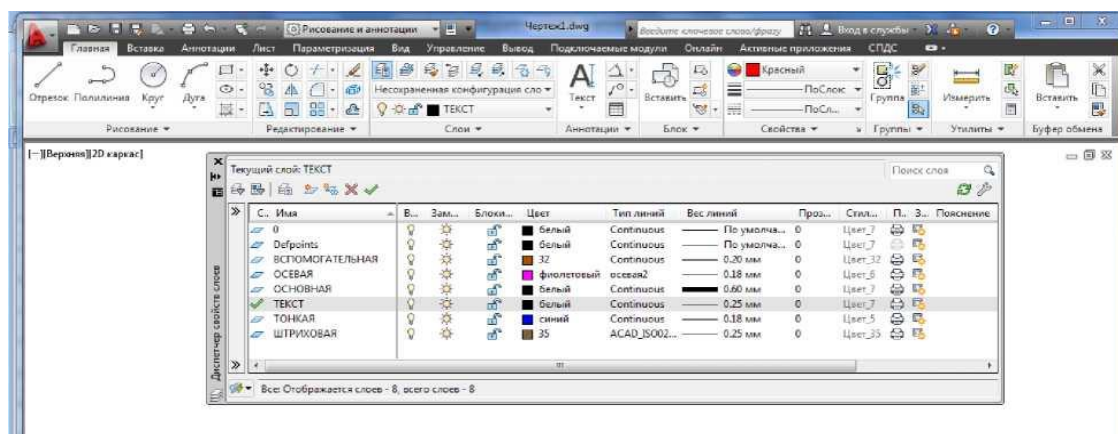 Рисование и аннотации Чертеж1.dwg Введите ключевое слово/фразу Вход в службы
Главная Вставка Аннотации Лист Параметризация Вид Управление Вывод Подключаемые модули Онлайн Активные приложения СПДС
Отрезок Полилиния Круг Дуга
Несохраненная конфигурация сло
ТЕКСТ
Текст
Вставить
Красный
ПоСлок
ПоСл...
Группа
Измерить
Вставить
Рисование Редактирование Слои Аннотации Блок Свойства Группы Утилиты Буфер обмена
[—][Верхняя][2D каркас]
Текущий слой: ТЕКСТ Поиск слоя
С.. Имя В... Зам... Блоки... Цвет Тип линий Вес линий Проз... Стил... П.. З... Пояснение
0 белый Continuous По умолча... 0 Цвет_7
Defpoints белый Continuous По умолча... 0 Цвет_7
ВСПОМОГАТЕЛЬНАЯ 32 Continuous 0.20 мм 0 Цвет_32
ОСЕВАЯ фиолетовый осевая2 0.18 мм 0 Цвет_6
ОСНОВНАЯ белый Continuous 0.60 мм 0 Цвет_7
ТЕКСТ белый Continuous 0.25 мм 0 Цвет_7
ТОНКАЯ синий Continuous 0.18 мм 0 Цвет_5
ШТРИХОВАЯ 35 ACAD_ISO02... 0.25 мм 0 Цвет_35
Диспетчер свойств слоев
Все: Отображается слоев - 8, всего слоев - 8